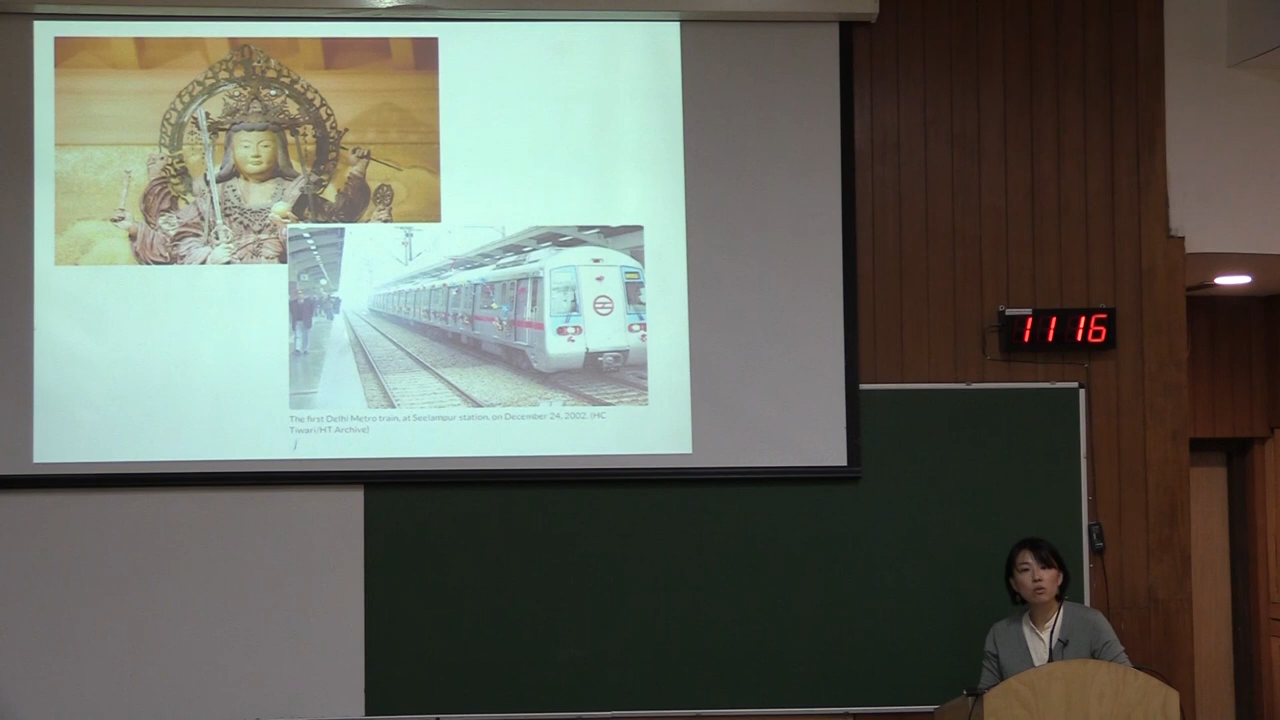 The first Delhi Metro train, at Seelampur station, on December 24, 2002. (HC
Tiwari/HT Archive)
11 16